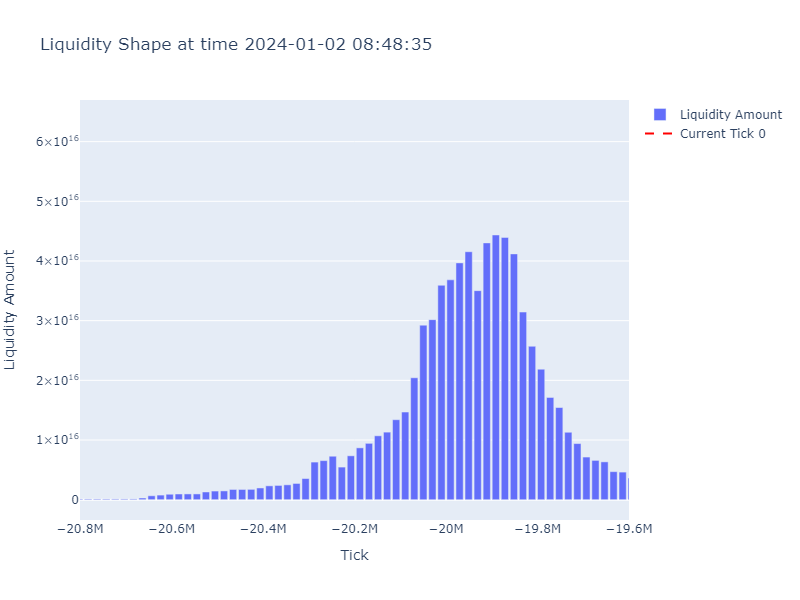 Liquidity Shape at time 2024-01-02 08:48:35
Liquidity Amount
Current Tick 0
6×10¹⁶
5×10¹⁶
4×10¹⁶
3×10¹⁶
2×10¹⁶
1×10¹⁶
0
Liquidity Amount
−20.8M −20.6M −20.4M −20.2M −20M −19.8M −19.6M
Tick